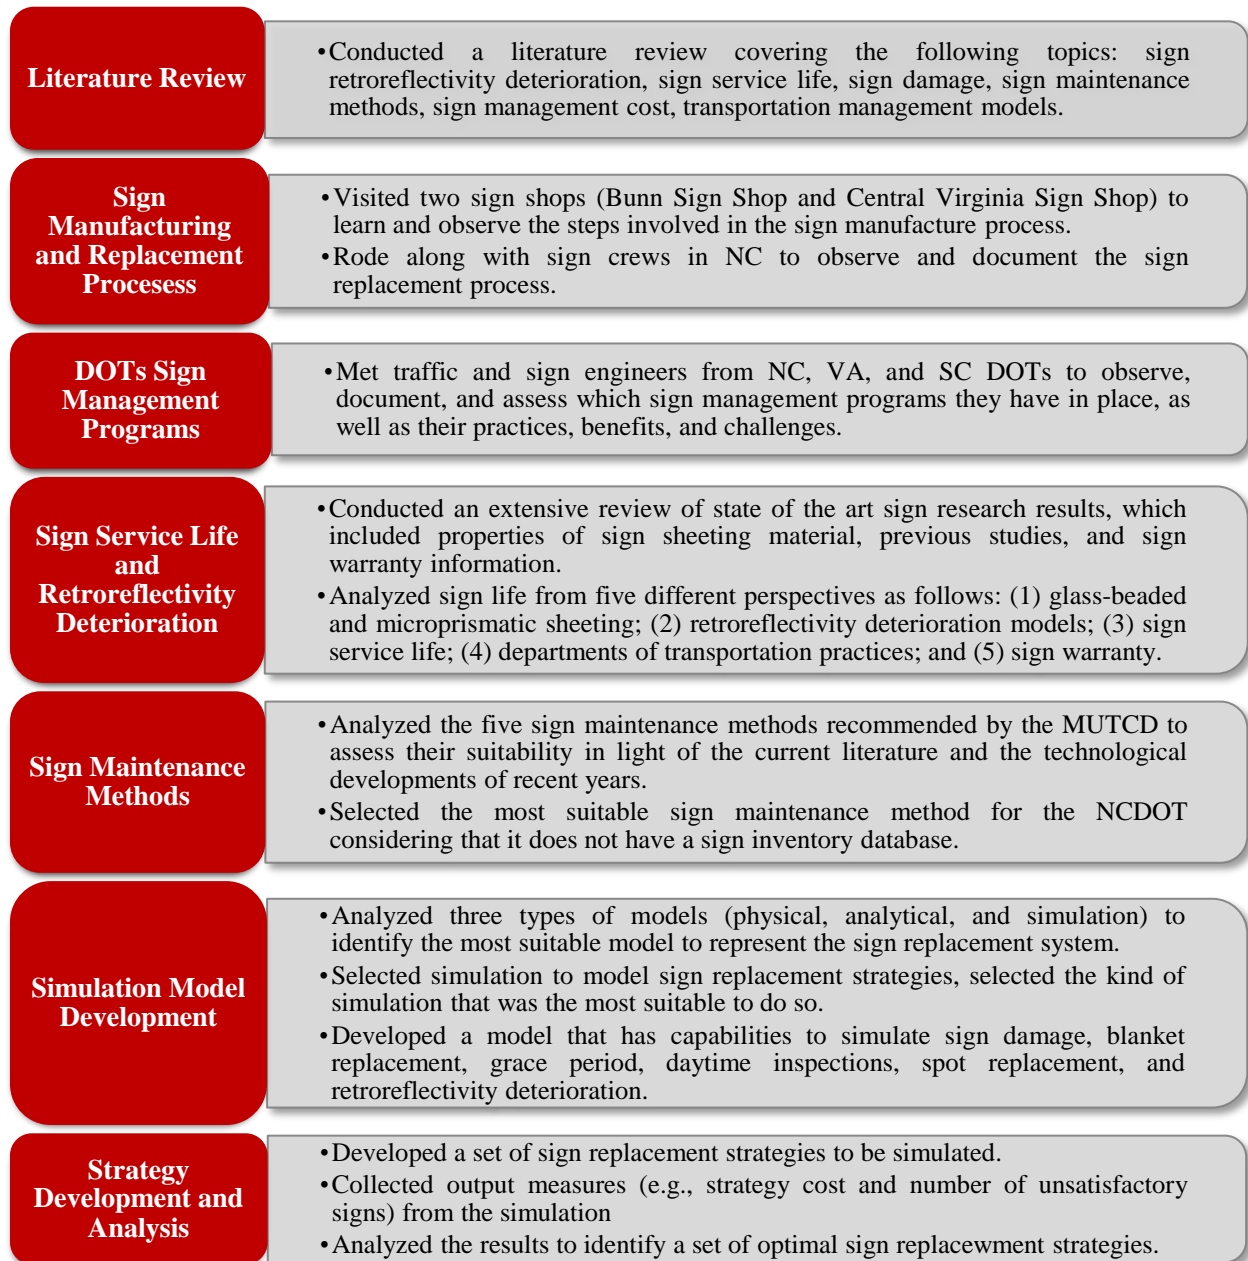 Literature Review
•Conducted a literature review covering the following topics: sign
retroreflectivity deterioration, sign service life, sign damage, sign maintenance
methods, sign management cost, transportation management models.
Sign
Manufacturing
and Replacement
Procesess
•Visited two sign shops (Bunn Sign Shop and Central Virginia Sign Shop) to
learn and observe the steps involved in the sign manufacture process.
•Rode along with sign crews in NC to observe and document the sign
replacement process.
DOTs Sign
Management
Programs
•Met traffic and sign engineers from NC, VA, and SC DOTs to observe,
document, and assess which sign management programs they have in place, as
well as their practices, benefits, and challenges.
Sign Service Life
and
Retroreflectivity
Deterioration
•Conducted an extensive review of state of the art sign research results, which
included properties of sign sheeting material, previous studies, and sign
warranty information.
•Analyzed sign life from five different perspectives as follows: (1) glass-beaded
and microprismatic sheeting; (2) retroreflectivity deterioration models; (3) sign
service life; (4) departments of transportation practices; and (5) sign warranty.
Sign Maintenance
Methods
•Analyzed the five sign maintenance methods recommended by the MUTCD to
assess their suitability in light of the current literature and the technological
developments of recent years.
•Selected the most suitable sign maintenance method for the NCDOT
considering that it does not have a sign inventory database.
Simulation Model
Development
•Analyzed three types of models (physical, analytical, and simulation) to
identify the most suitable model to represent the sign replacement system.
•Selected simulation to model sign replacement strategies, selected the kind of
simulation that was the most suitable to do so.
•Developed a model that has capabilities to simulate sign damage, blanket
replacement, grace period, daytime inspections, spot replacement, and
retroreflectivity deterioration.
Strategy
Development and
Analysis
•Developed a set of sign replacement strategies to be simulated.
•Collected output measures (e.g., strategy cost and number of unsatisfactory
signs) from the simulation
•Analyzed the results to identify a set of optimal sign replacewment strategies.